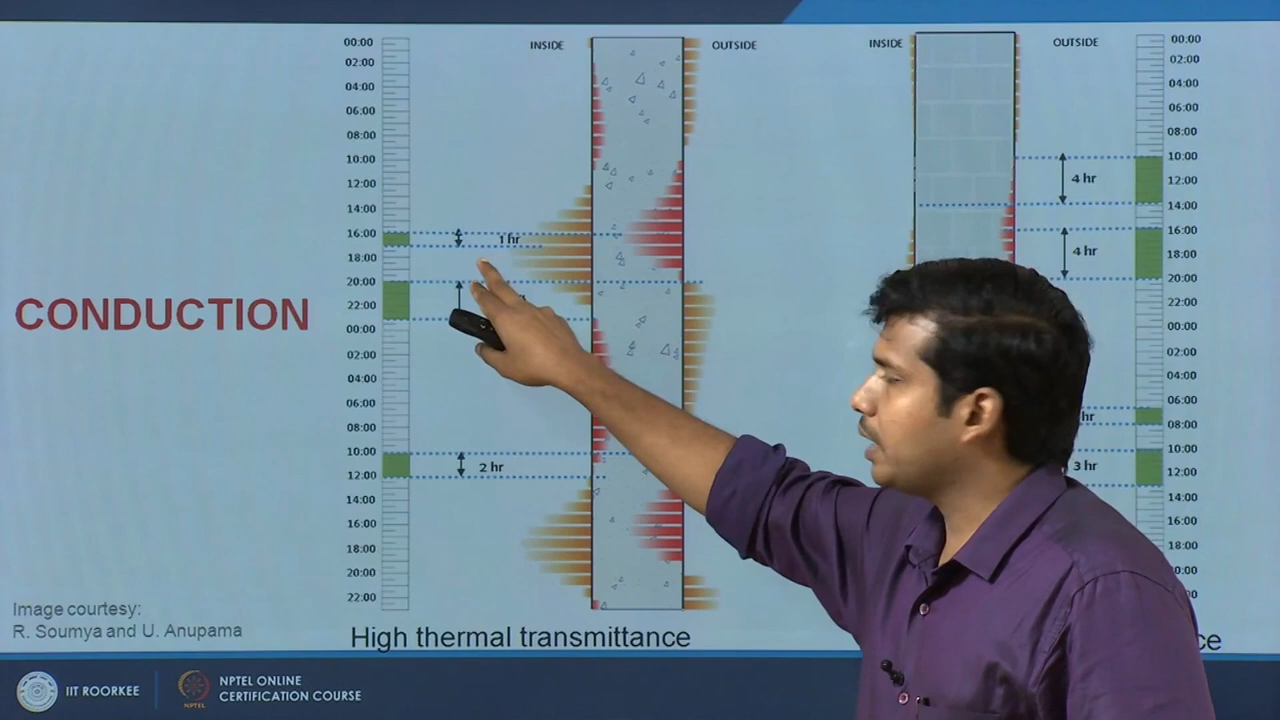 CONDUCTION
Image courtesy:
R. Soumya and U. Anupama
00:00
02:00
04:00
06:00
08:00
10:00
12:00
14:00
16:00
18:00
20:00
22:00
00:00
02:00
04:00
06:00
08:00
10:00
12:00
14:00
16:00
18:00
20:00
22:00
INSIDE
OUTSIDE
1 hr
2 hr
High thermal transmittance
INSIDE
OUTSIDE
4 hr
4 hr
hr
3 hr
00:00
02:00
04:00
06:00
08:00
10:00
12:00
14:00
16:00
18:00
20:00
22:00
00:00
02:00
04:00
06:00
08:00
10:00
12:00
14:00
16:00
18:00
:00
ce
IIT ROORKEE
NPTEL
NPTEL ONLINE
CERTIFICATION COURSE